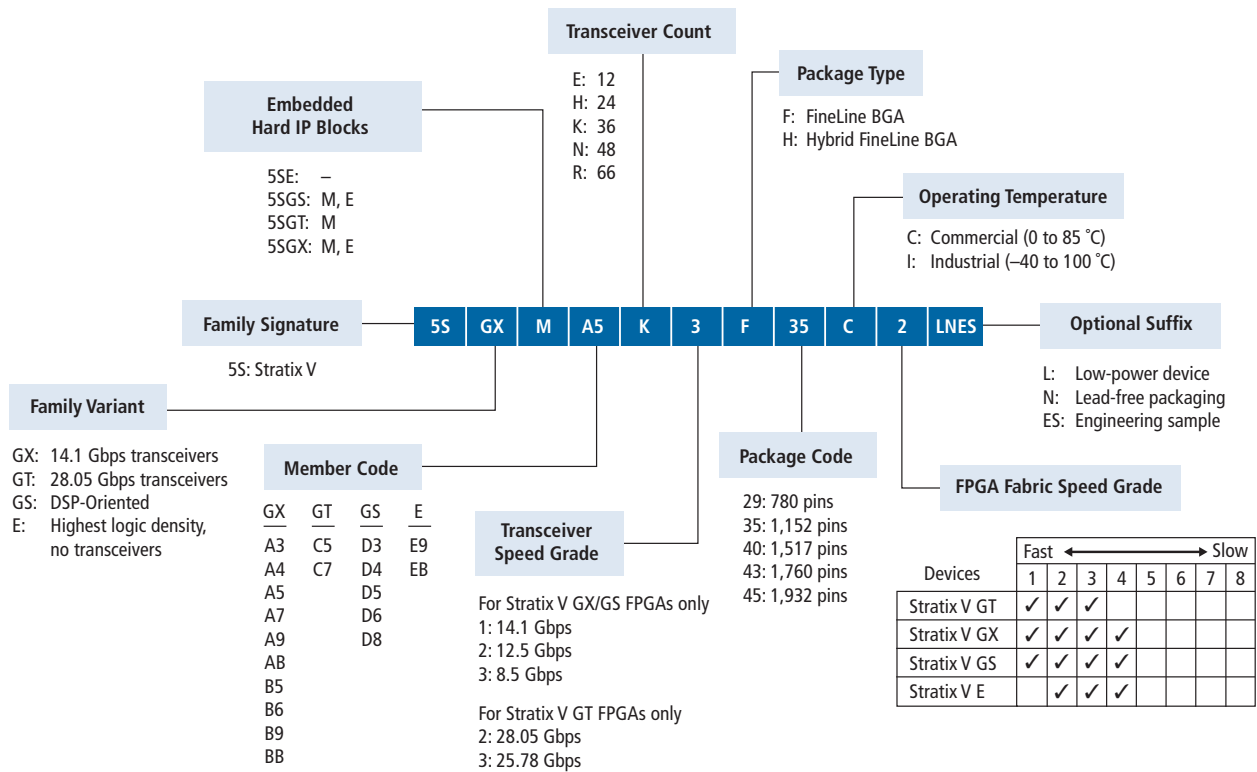 Transceiver Count
E: 12
H: 24
K: 36
N: 48
R: 66
Package Type
F: FineLine BGA
H: Hybrid FineLine BGA
Embedded
Hard IP Blocks
5SE: –
5SGS: M, E
5SGT: M
5SGX: M, E
Operating Temperature
C: Commercial (0 to 85 ˚C)
I: Industrial (–40 to 100 ˚C)
Family Signature
5S: Stratix V
5S GX M A5 K 3 F 35 C 2 LNES
Optional Suffix
L: Low-power device
N: Lead-free packaging
ES: Engineering sample
Family Variant
GX: 14.1 Gbps transceivers
GT: 28.05 Gbps transceivers
GS: DSP-Oriented
E: Highest logic density,
no transceivers
Member Code
GX GT GS E
A3 C5 D3 E9
A4 C7 D4 EB
A5 D5
A7 D6
A9 D8
AB
B5
B6
B9
BB
Transceiver
Speed Grade
For Stratix V GX/GS FPGAs only
1: 14.1 Gbps
2: 12.5 Gbps
3: 8.5 Gbps
For Stratix V GT FPGAs only
2: 28.05 Gbps
3: 25.78 Gbps
Package Code
29: 780 pins
35: 1,152 pins
40: 1,517 pins
43: 1,760 pins
45: 1,932 pins
FPGA Fabric Speed Grade
Fast Slow
Devices 1 2 3 4 5 6 7 8
Stratix V GT ✓ ✓ ✓
Stratix V GX ✓ ✓ ✓ ✓
Stratix V GS ✓ ✓ ✓ ✓
Stratix V E ✓ ✓ ✓